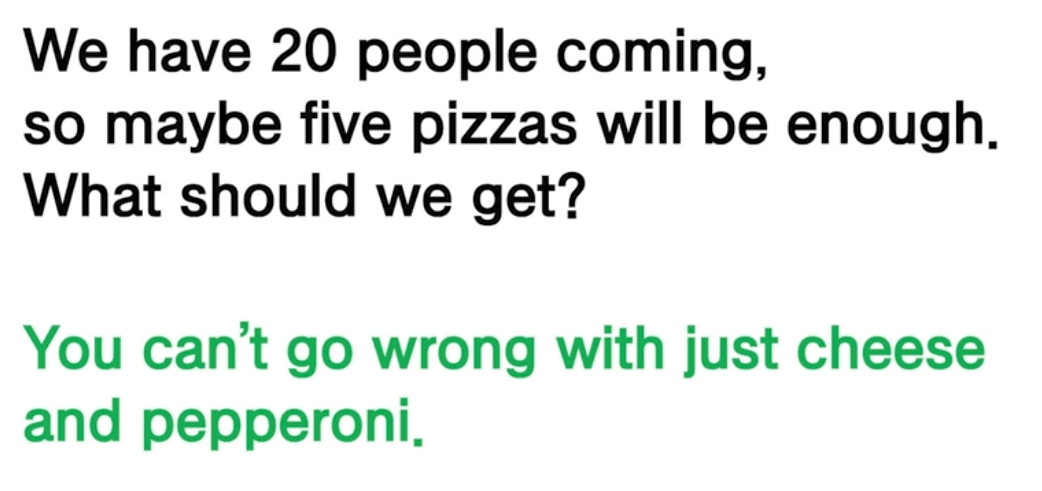 We have 20 people coming,
so maybe five pizzas will be enough.
What should we get?
You can't go wrong with just cheese
and pepperoni.